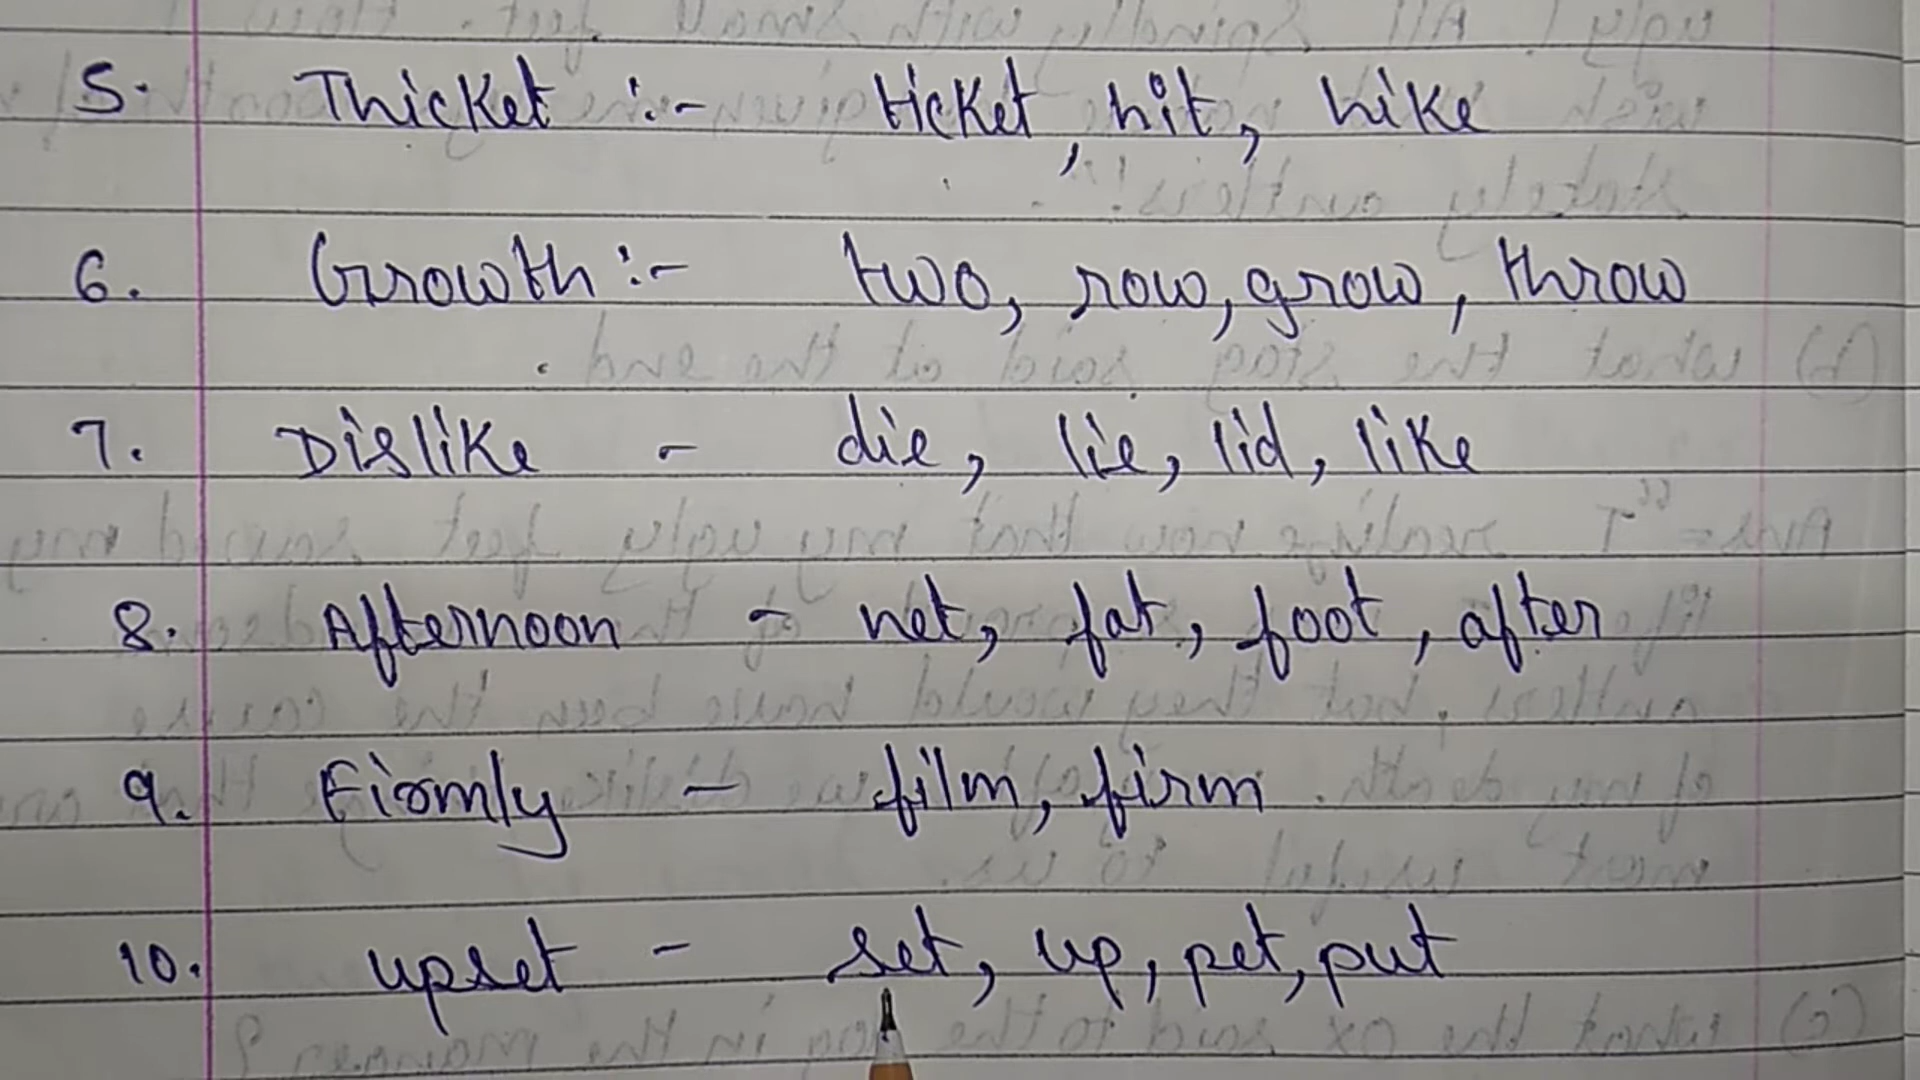 5. Thicket :- ticket, hit, hike
6. Growth :- two, row, grow, throw
7. Dislike - die, lie, lid, like
8. Afternoon - net, fat, foot, after
9. Firmly - film, firm
10. upset - set, up, pet, put